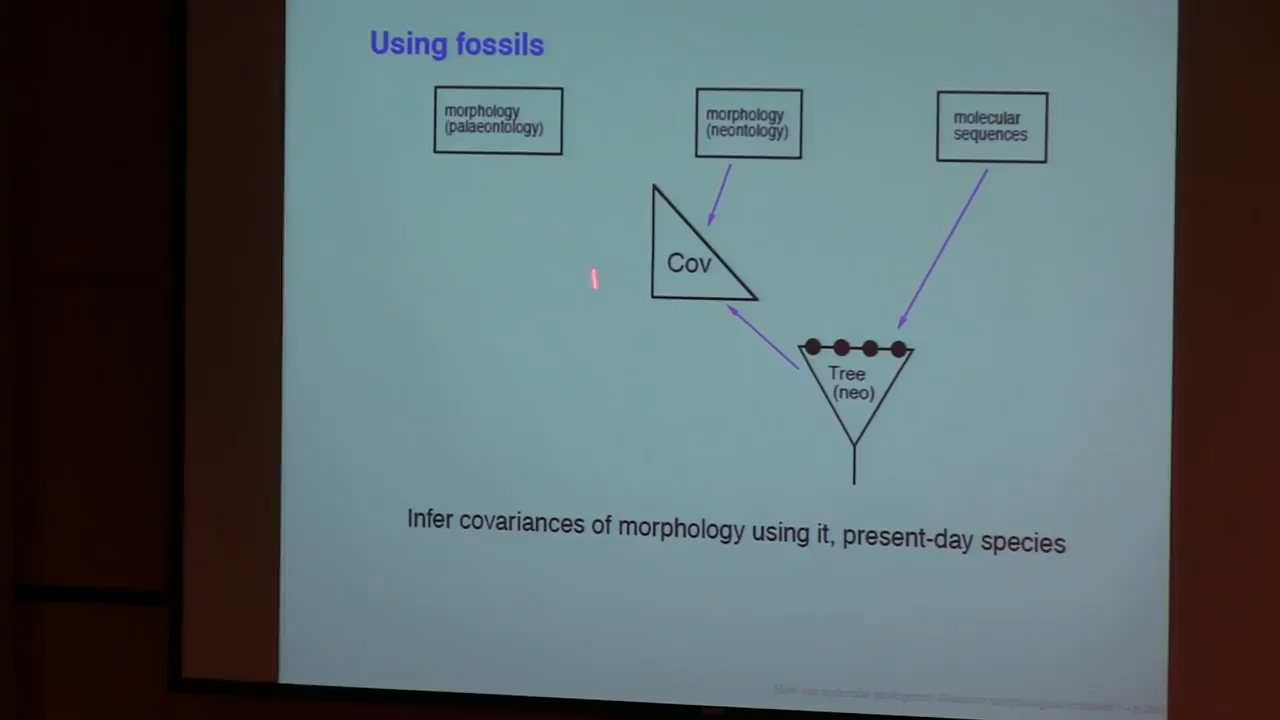 Using fossils
morphology
(palaeontology)
morphology
(neontology)
molecular
sequences
Cov
Tree
(neo)
Infer covariances of morphology using it, present-day species